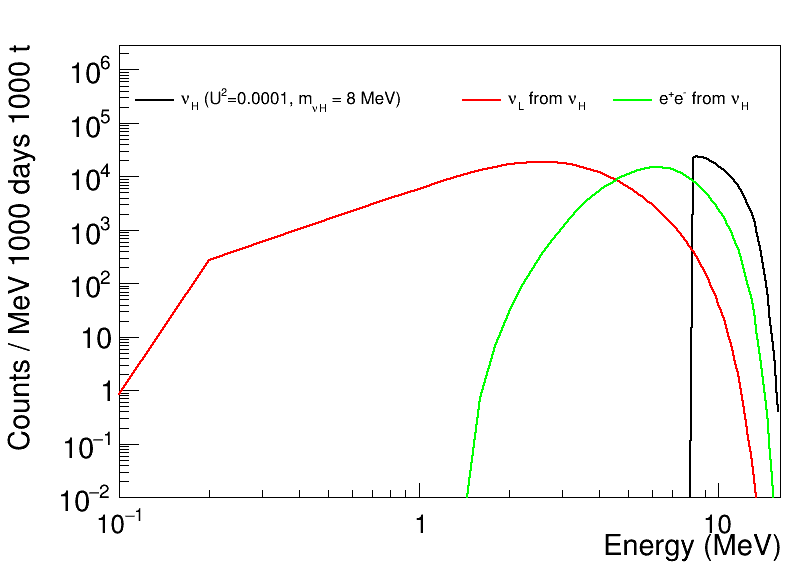 Counts / MeV 1000 days 1000 t
10⁶
10⁵
10⁴
10³
10²
10
1
10⁻¹
10⁻²
ν_H (U²=0.0001, m_νH = 8 MeV)
ν_L from ν_H
e⁺e⁻ from ν_H
10⁻¹ 1 10
Energy (MeV)